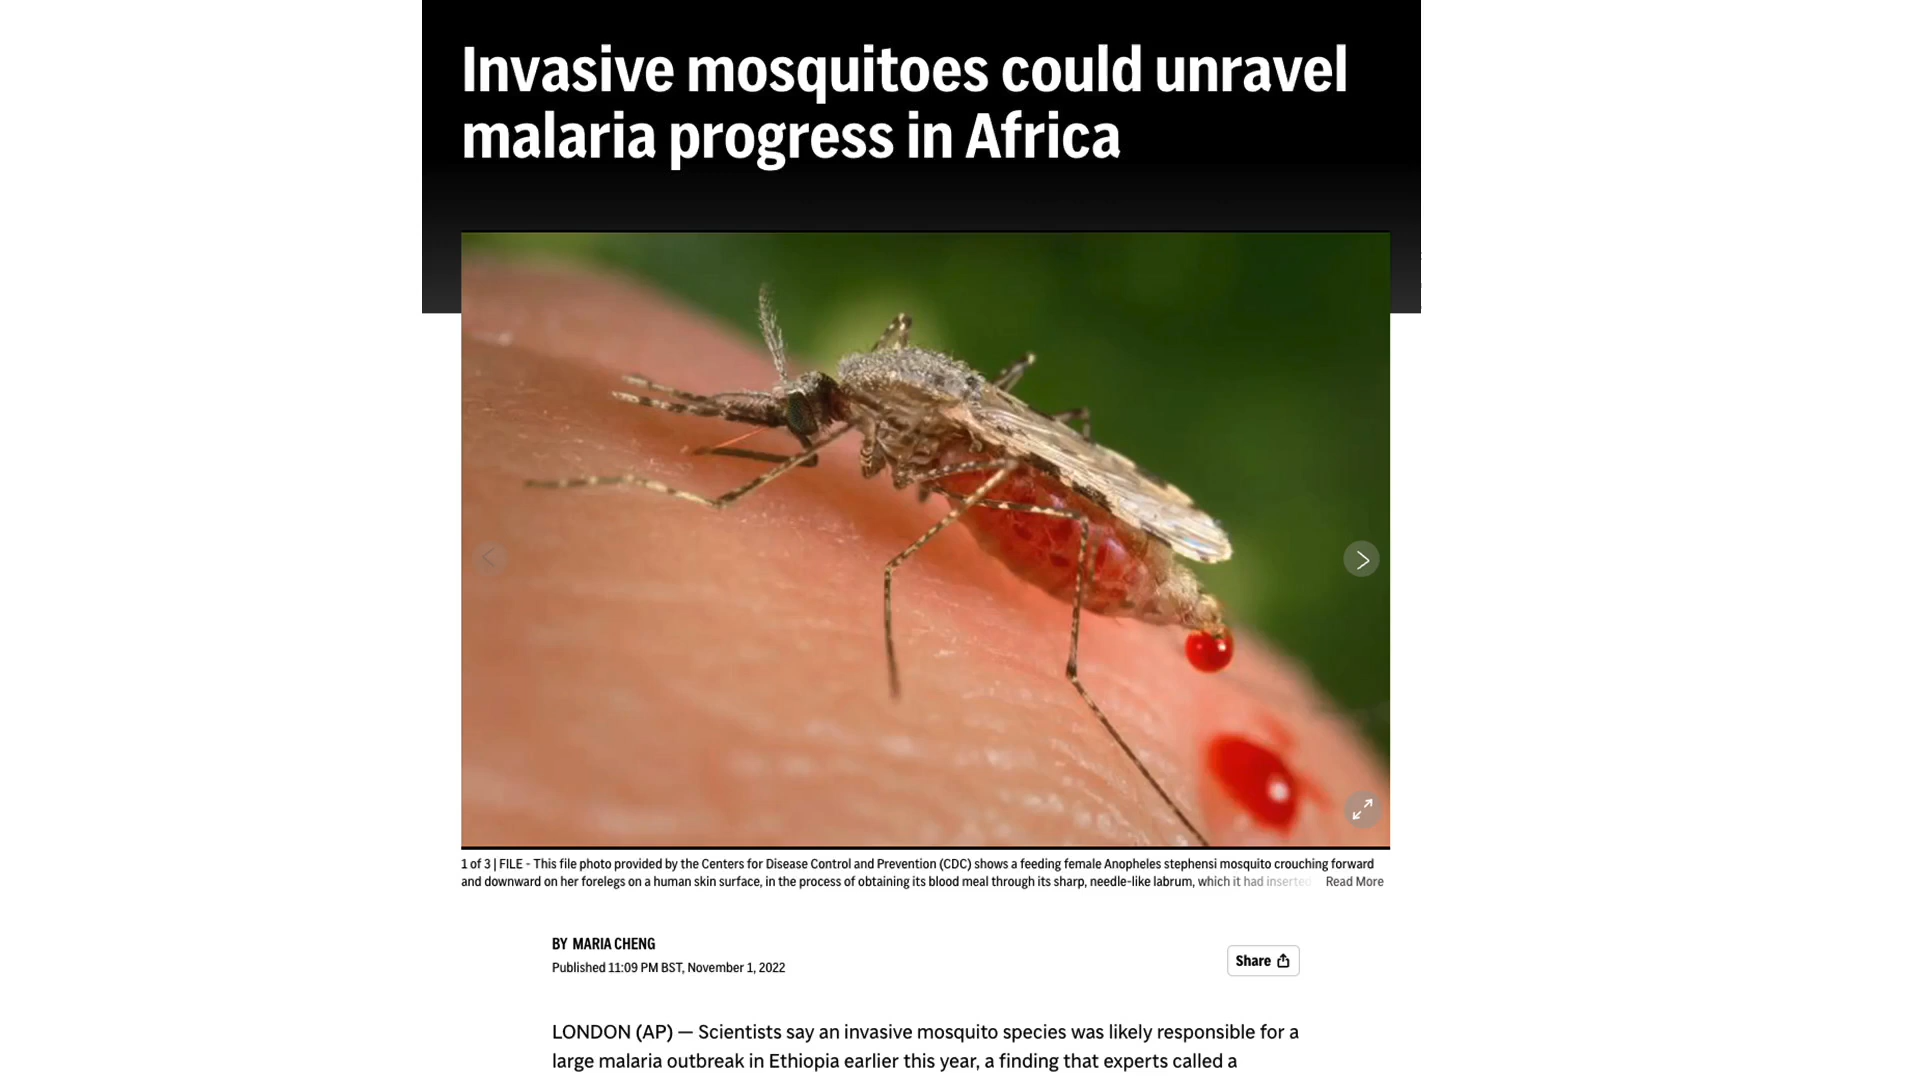 Invasive mosquitoes could unravel
malaria progress in Africa
1 of 3 | FILE - This file photo provided by the Centers for Disease Control and Prevention (CDC) shows a feeding female Anopheles stephensi mosquito crouching forward
and downward on her forelegs on a human skin surface, in the process of obtaining its blood meal through its sharp, needle-like labrum, which it had inserted Read More
BY MARIA CHENG
Published 11:09 PM BST, November 1, 2022
Share
LONDON (AP) — Scientists say an invasive mosquito species was likely responsible for a
large malaria outbreak in Ethiopia earlier this year, a finding that experts called a